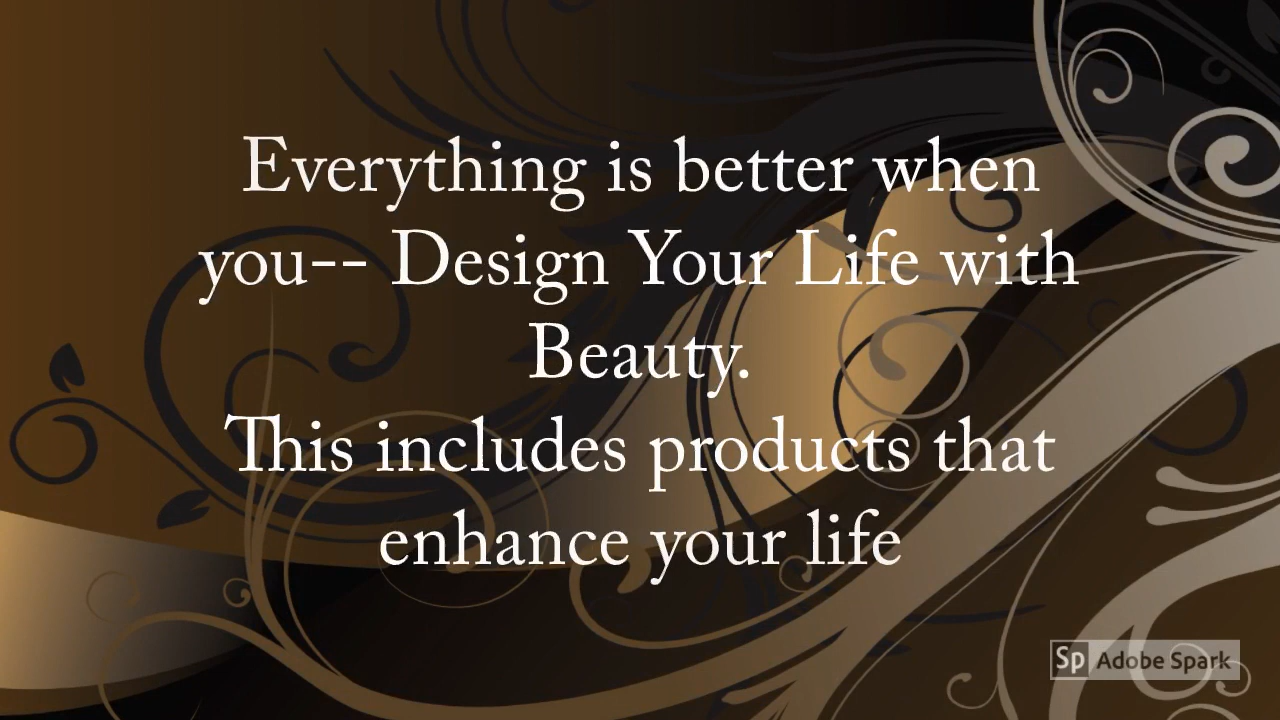 Everything is better when
you-- Design Your Life with
Beauty.
This includes products that
enhance your life
Sp Adobe Spark